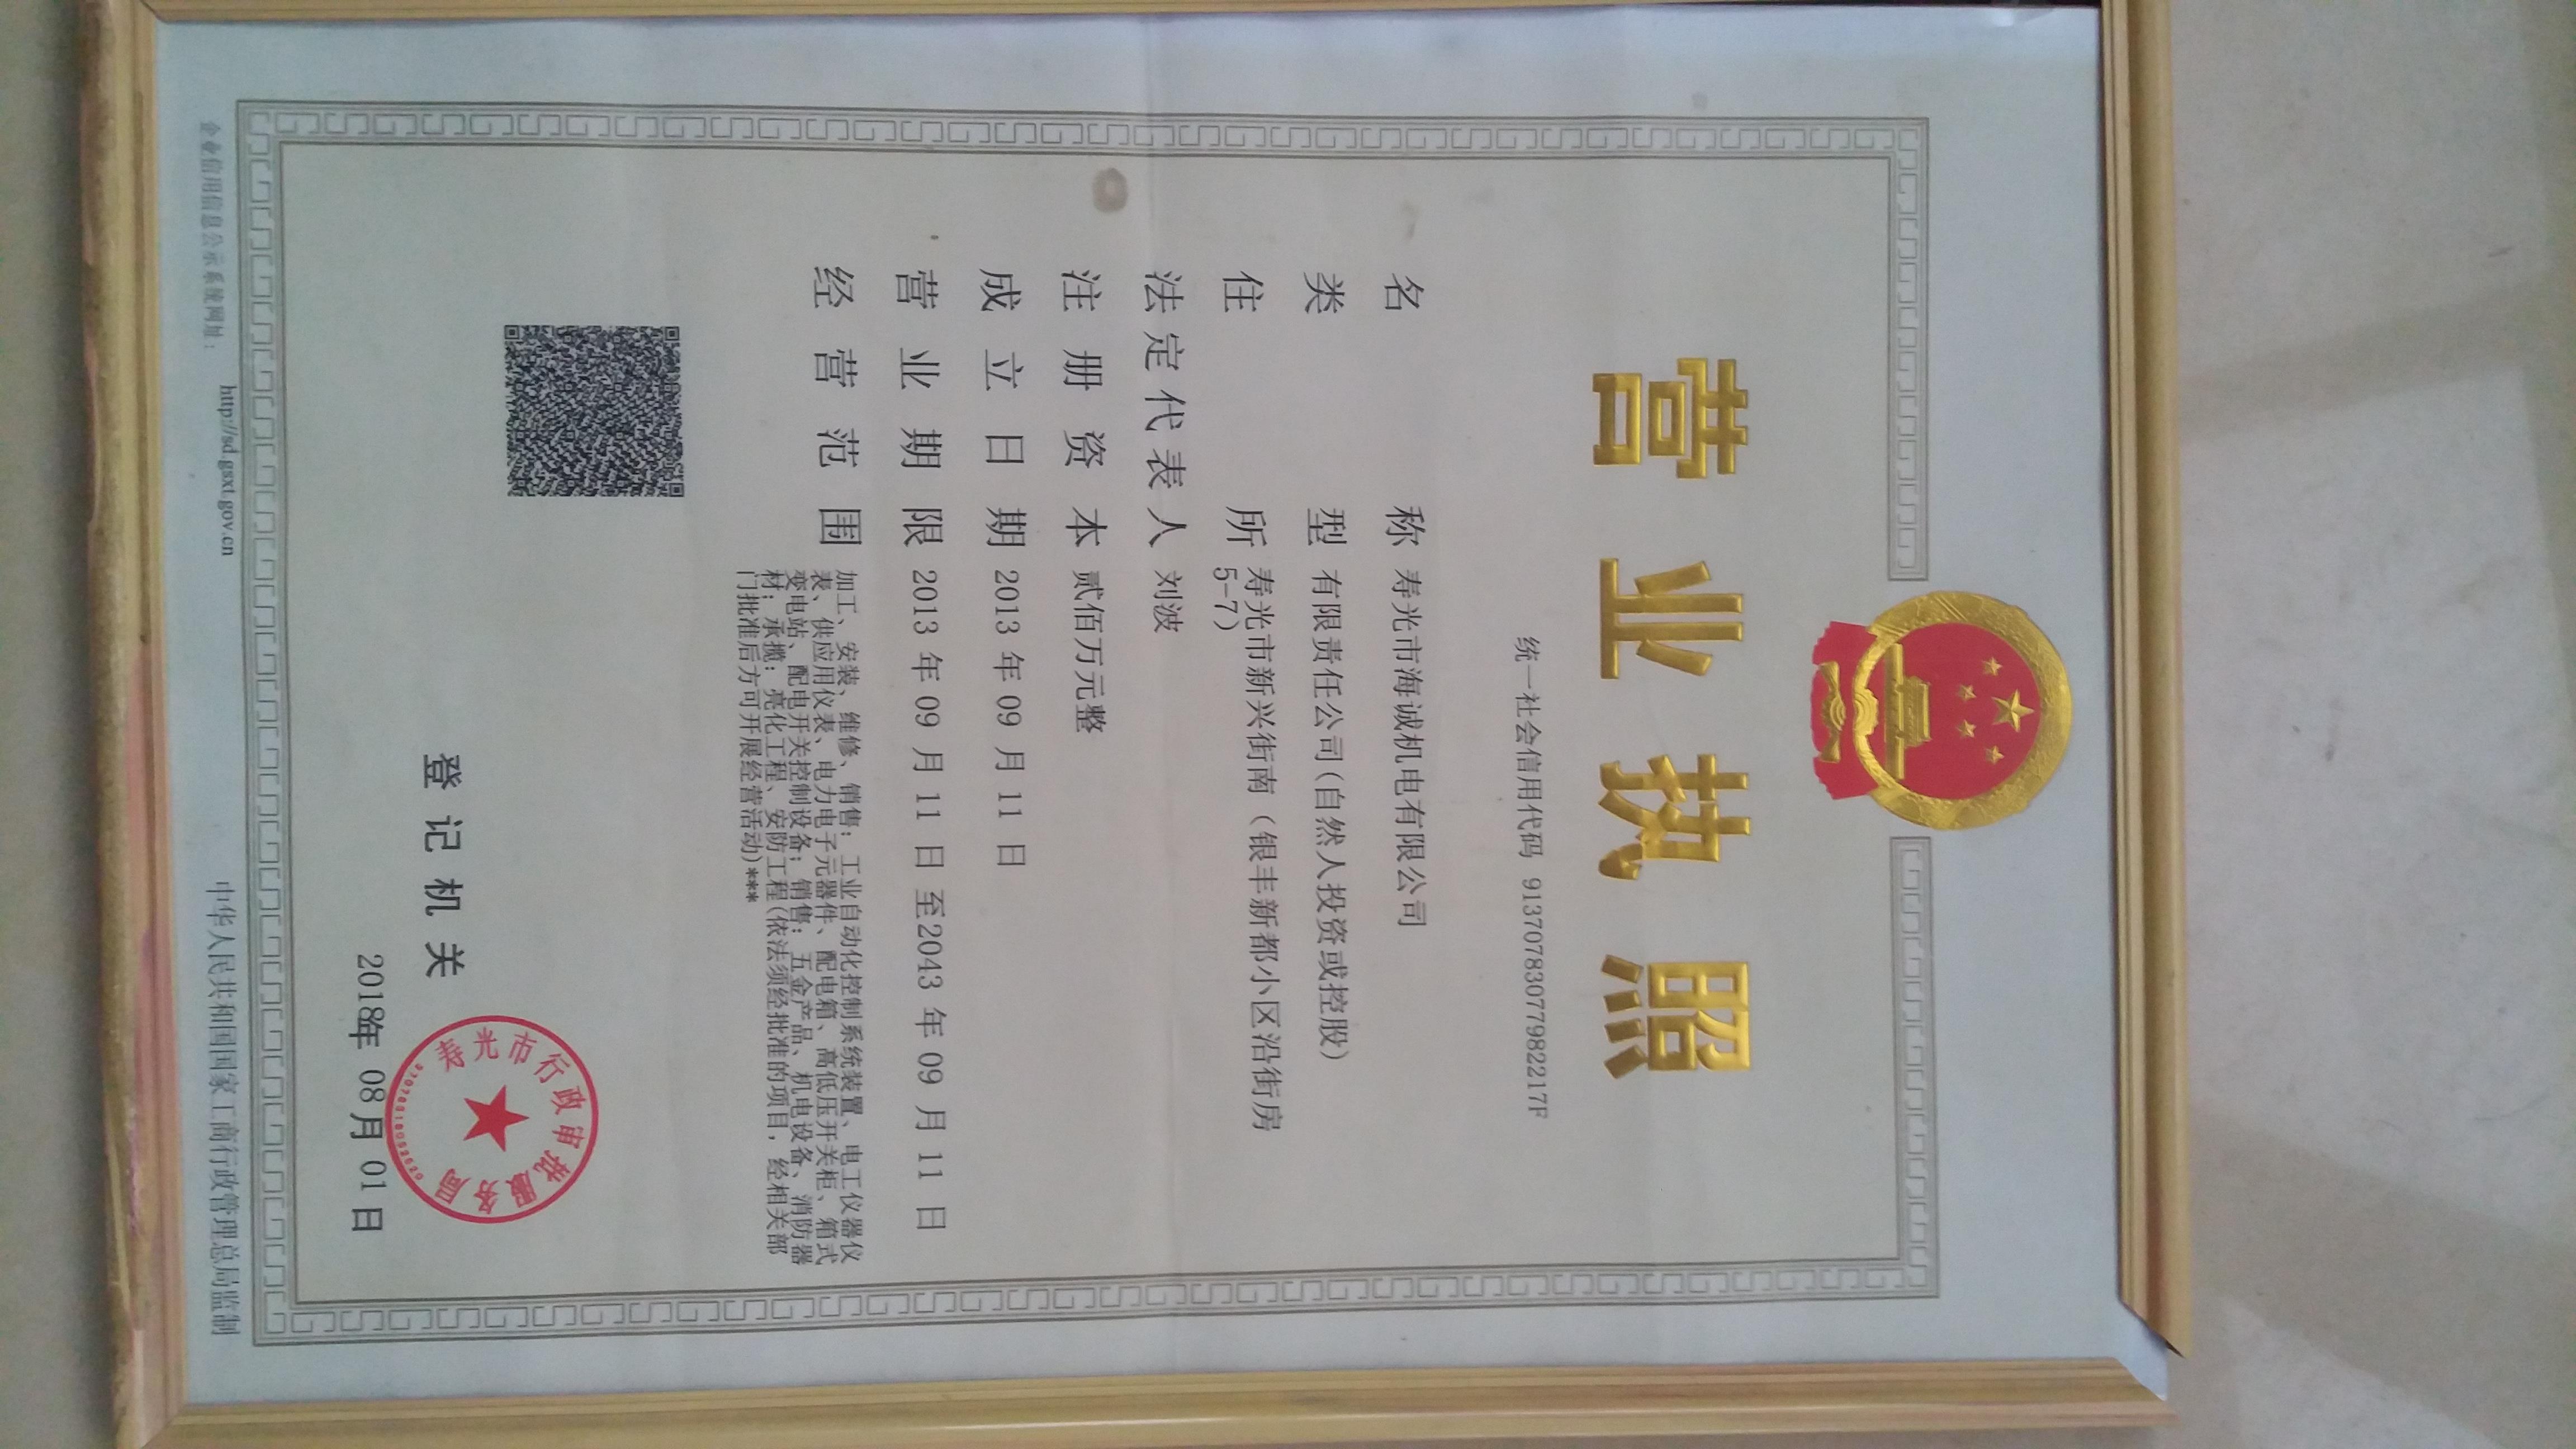 营业执照
统一社会信用代码 91370783077982217F
名称 寿光市海诚机电有限公司
类型 有限责任公司(自然人投资或控股)
住所 寿光市新兴街南(银丰新都小区沿街房
5-7)
法定代表人 刘波
注册资本 贰佰万元整
成立日期 2013年09月11日
营业期限 2013年09月11日至2043年09月11日
经营范围 加工、安装、维修、销售:工业自动化控制系统装置、电工仪器仪
表、供应用仪表、电力电子元器件、配电箱、高低压开关柜、箱式
变电站、配电开关控制设备;销售:五金产品、机电设备、消防器
材;承揽:亮化工程、安防工程(依法须经批准的项目,经相关部
门批准后方可开展经营活动)***
登记机关
寿光市行政审批服务局
2018年08月01日
企业信用信息公示系统网址: http://sd.gsxt.gov.cn
中华人民共和国国家工商行政管理总局监制